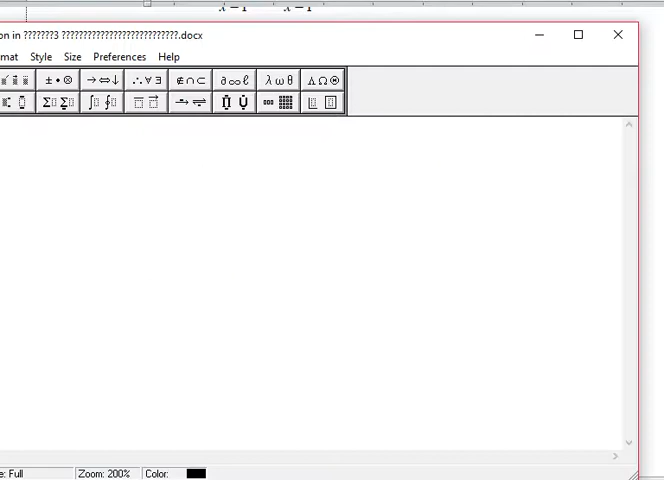 on in ???????3 ??????????????????????????.docx
mat Style Size Preferences Help
± • ⊗ → ⇔ ↓ ∴ ∀ ∃ ∉ ∩ ⊂ ∂ ∞ ℓ λ ω θ Λ Ω Θ
Σ Σ ∫ ∮ → ⇌ Π Ụ
e: Full Zoom: 200% Color: